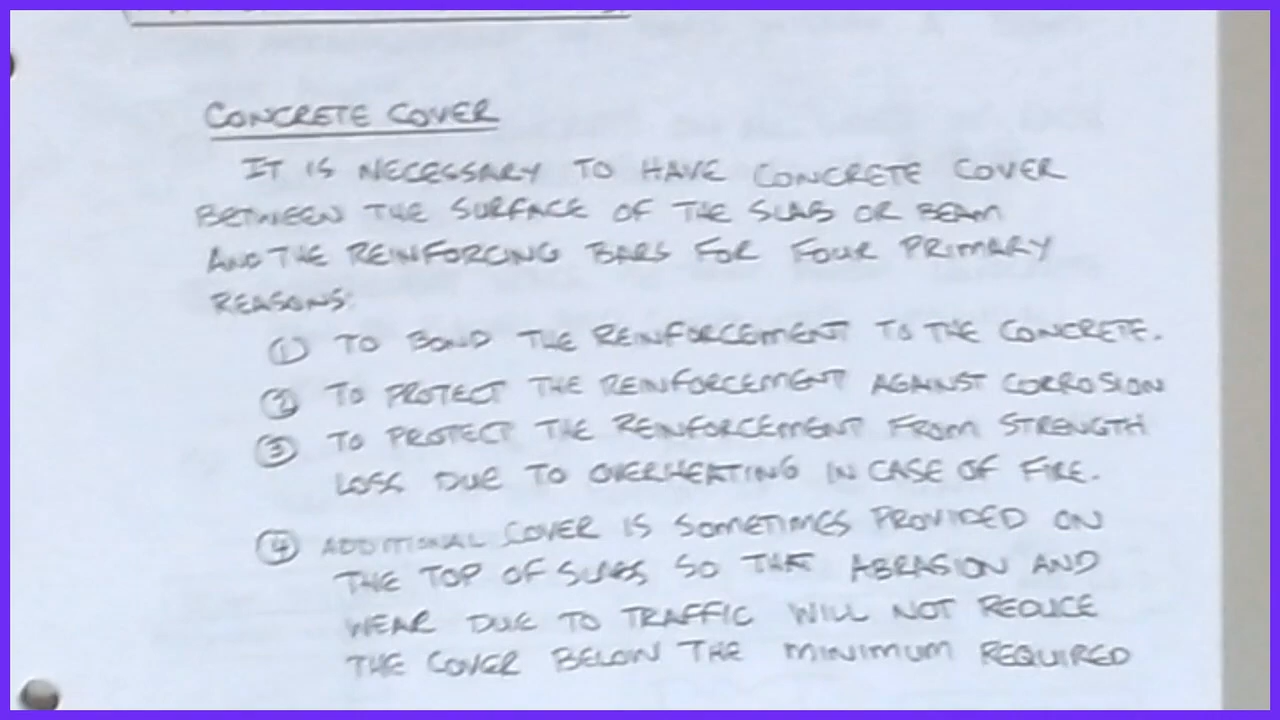 CONCRETE COVER
IT IS NECESSARY TO HAVE CONCRETE COVER
BETWEEN THE SURFACE OF THE SLAB OR BEAM
AND THE REINFORCING BARS FOR FOUR PRIMARY
REASONS:
① TO BOND THE REINFORCEMENT TO THE CONCRETE.
② TO PROTECT THE REINFORCEMENT AGAINST CORROSION
③ TO PROTECT THE REINFORCEMENT FROM STRENGTH
LOSS DUE TO OVERHEATING IN CASE OF FIRE.
④ ADDITIONAL COVER IS SOMETIMES PROVIDED ON
THE TOP OF SLABS SO THAT ABRASION AND
WEAR DUE TO TRAFFIC WILL NOT REDUCE
THE COVER BELOW THE MINIMUM REQUIRED